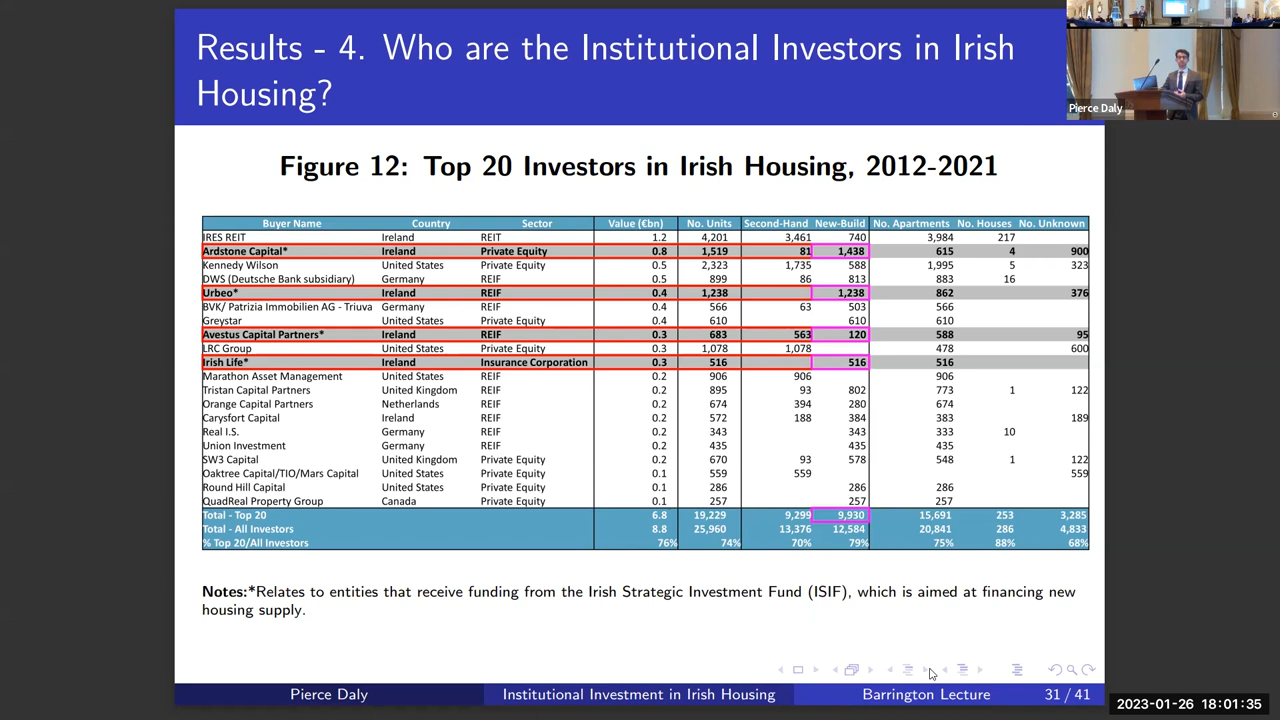 Results - 4. Who are the Institutional Investors in Irish
Housing?
Pierce Daly
Figure 12: Top 20 Investors in Irish Housing, 2012-2021
Buyer Name Country Sector Value (€bn) No. Units Second-Hand New-Build No. Apartments No. Houses No. Unknown
IRES REIT Ireland REIT 1.2 4,201 3,461 740 3,984 217
Ardstone Capital* Ireland Private Equity 0.8 1,519 81 1,438 615 4 900
Kennedy Wilson United States Private Equity 0.5 2,323 1,735 588 1,995 5 323
DWS (Deutsche Bank subsidiary) Germany REIF 0.5 899 86 813 883 16
Urbeo* Ireland REIF 0.4 1,238 1,238 862 376
BVK/ Patrizia Immobilien AG - Triuva Germany REIF 0.4 566 63 503 566
Greystar United States Private Equity 0.4 610 610 610
Avestus Capital Partners* Ireland REIF 0.3 683 563 120 588 95
LRC Group United States Private Equity 0.3 1,078 1,078 478 600
Irish Life* Ireland Insurance Corporation 0.3 516 516 516
Marathon Asset Management United States REIF 0.2 906 906 906
Tristan Capital Partners United Kingdom REIF 0.2 895 93 802 773 1 122
Orange Capital Partners Netherlands REIF 0.2 674 394 280 674
Carysfort Capital Ireland REIF 0.2 572 188 384 383 189
Real I.S. Germany REIF 0.2 343 343 333 10
Union Investment Germany REIF 0.2 435 435 435
SW3 Capital United Kingdom Private Equity 0.2 670 93 578 548 1 122
Oaktree Capital/TIO/Mars Capital United States Private Equity 0.1 559 559 559
Round Hill Capital United States Private Equity 0.1 286 286 286
QuadReal Property Group Canada Private Equity 0.1 257 257 257
Total - Top 20 6.8 19,229 9,299 9,930 15,691 253 3,285
Total - All Investors 8.8 25,960 13,376 12,584 20,841 286 4,833
% Top 20/All Investors 76% 74% 70% 79% 75% 88% 68%
Notes:*Relates to entities that receive funding from the Irish Strategic Investment Fund (ISIF), which is aimed at financing new
housing supply.
Pierce Daly Institutional Investment in Irish Housing Barrington Lecture 31 / 41
2023-01-26 18:01:35